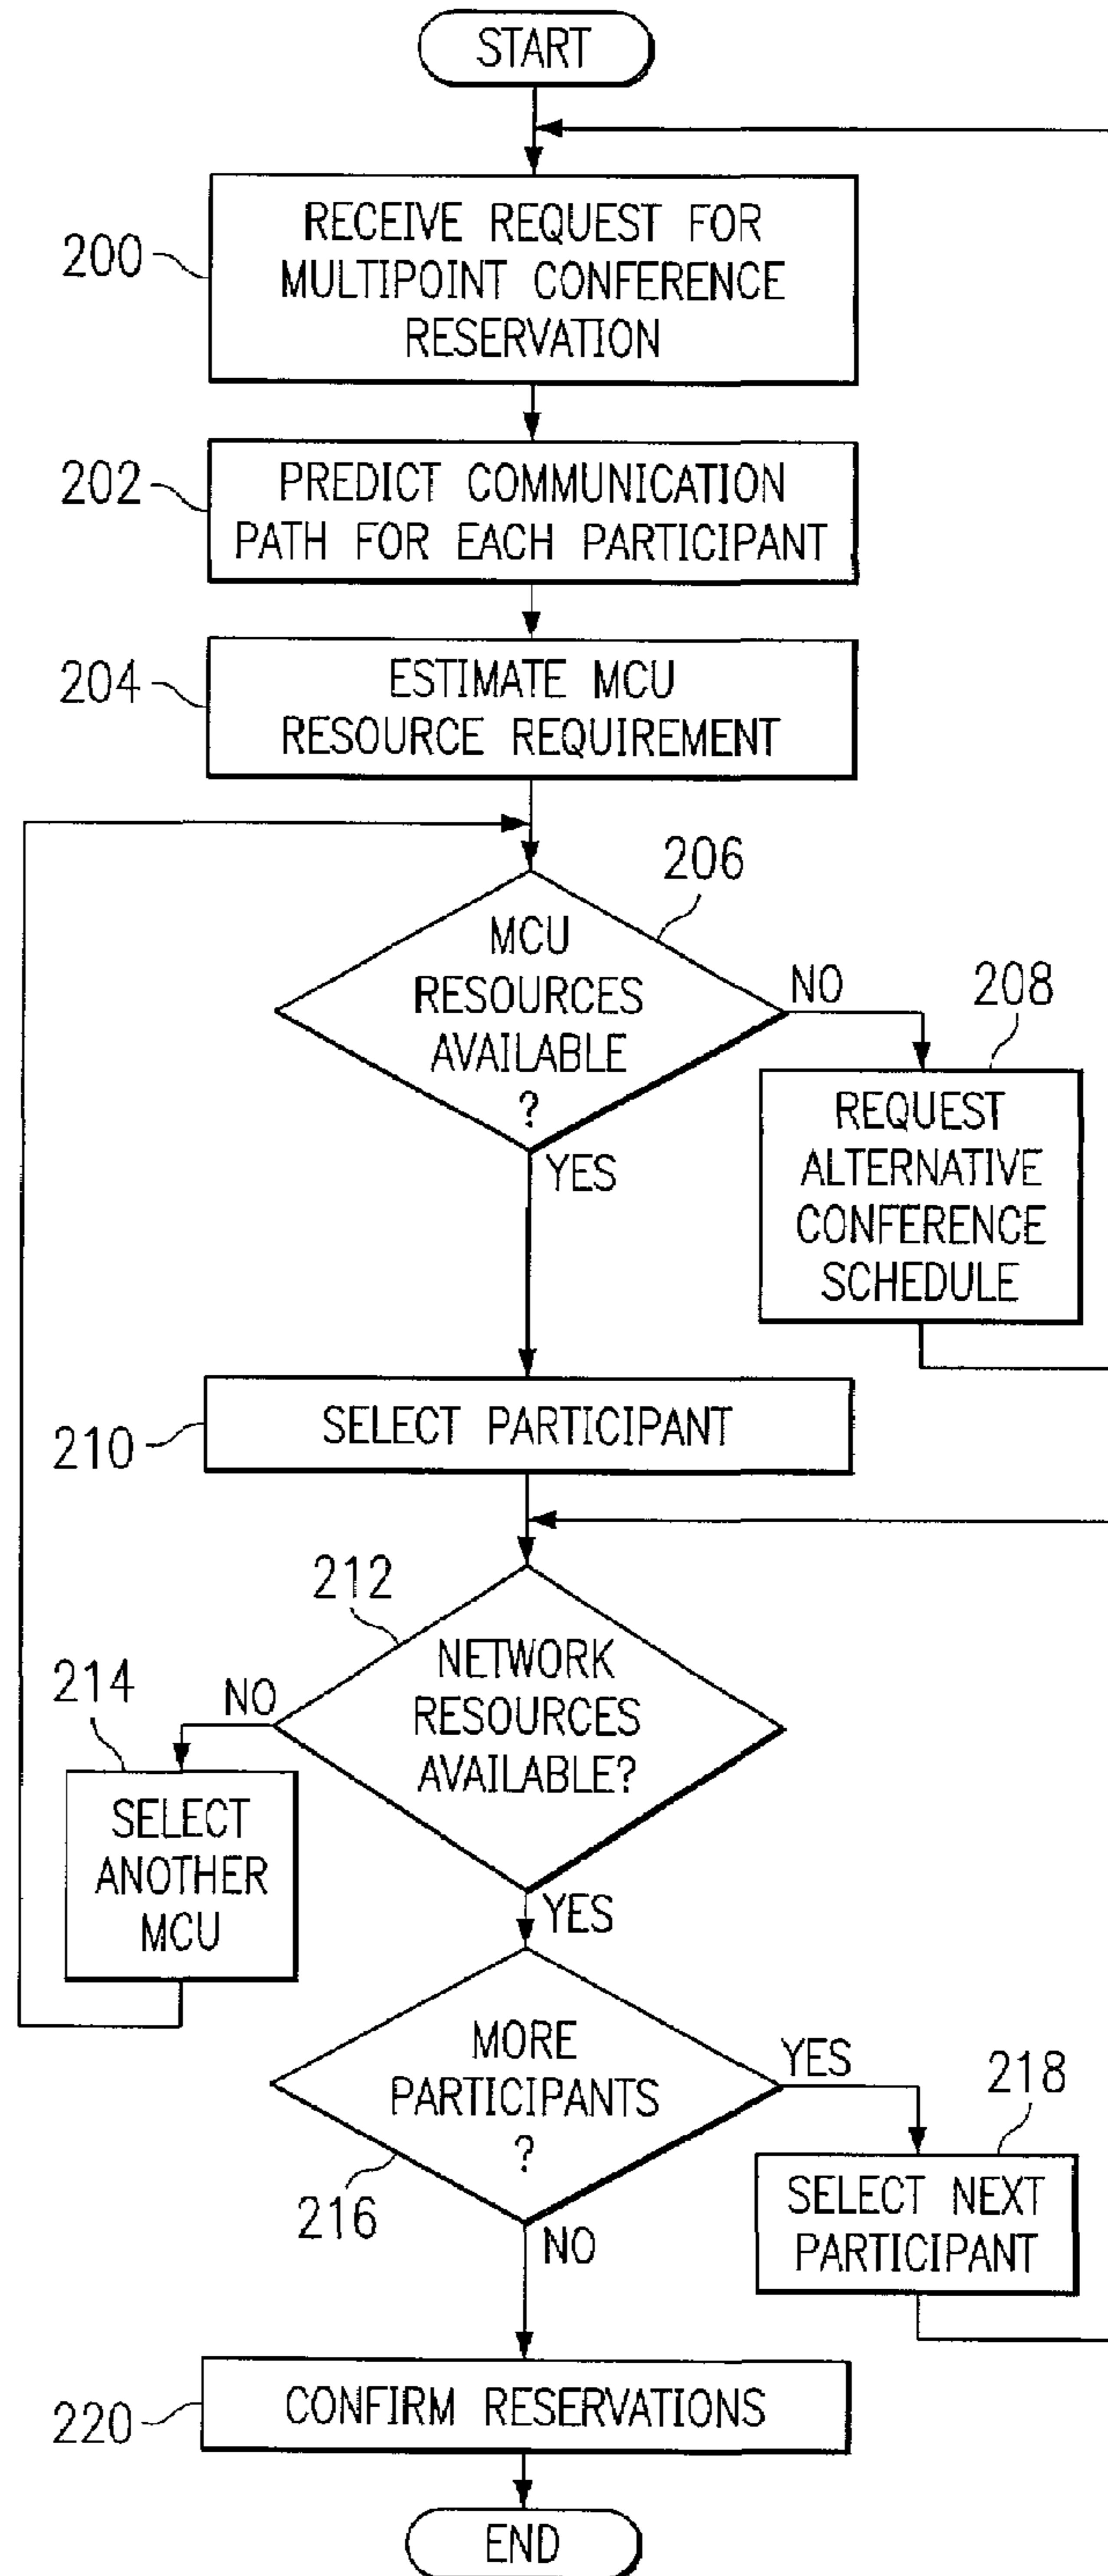 START
200
RECEIVE REQUEST FOR
MULTIPOINT CONFERENCE
RESERVATION
202
PREDICT COMMUNICATION
PATH FOR EACH PARTICIPANT
204
ESTIMATE MCU
RESOURCE REQUIREMENT
206
MCU
RESOURCES
AVAILABLE
?
NO
YES
208
REQUEST
ALTERNATIVE
CONFERENCE
SCHEDULE
210
SELECT PARTICIPANT
212
NETWORK
RESOURCES
AVAILABLE?
NO
YES
214
SELECT
ANOTHER
MCU
MORE
PARTICIPANTS
?
216
YES
NO
218
SELECT NEXT
PARTICIPANT
220
CONFIRM RESERVATIONS
END